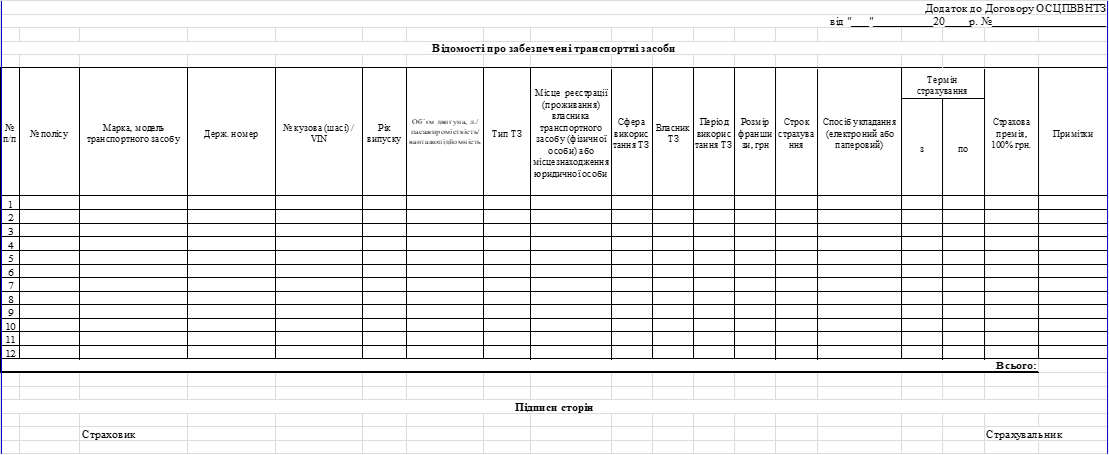 Додаток до Договору ОСЦПВВНТЗ
від "___"____________20____р. №_______________________
Відомості про забезпечені транспортні засоби
№ п/п
№ полісу
Марка, модель
транспортного засобу
Держ. номер
№ кузова (шасі) /
VIN
Рік
випуску
Об`єм двигуна, л./
пасажиромісткість/
вантажопідйомність
Тип ТЗ
Місце реєстрації
(проживання)
власника
транспортного
засобу (фізичної
особи) або
місцезнаходження
юридичної особи
Сфера
використання ТЗ
Власник
ТЗ
Період
використання ТЗ
Розмір
франшизи, грн
Строк
страхування
Спосіб укладання
(електроний або
паперовий)
Термін
страхування
з
по
Страхова
премія,
100% грн.
Примітки
1
2
3
4
5
6
7
8
9
10
11
12
Всього:
Підписи сторін
Страховик
Страхувальник